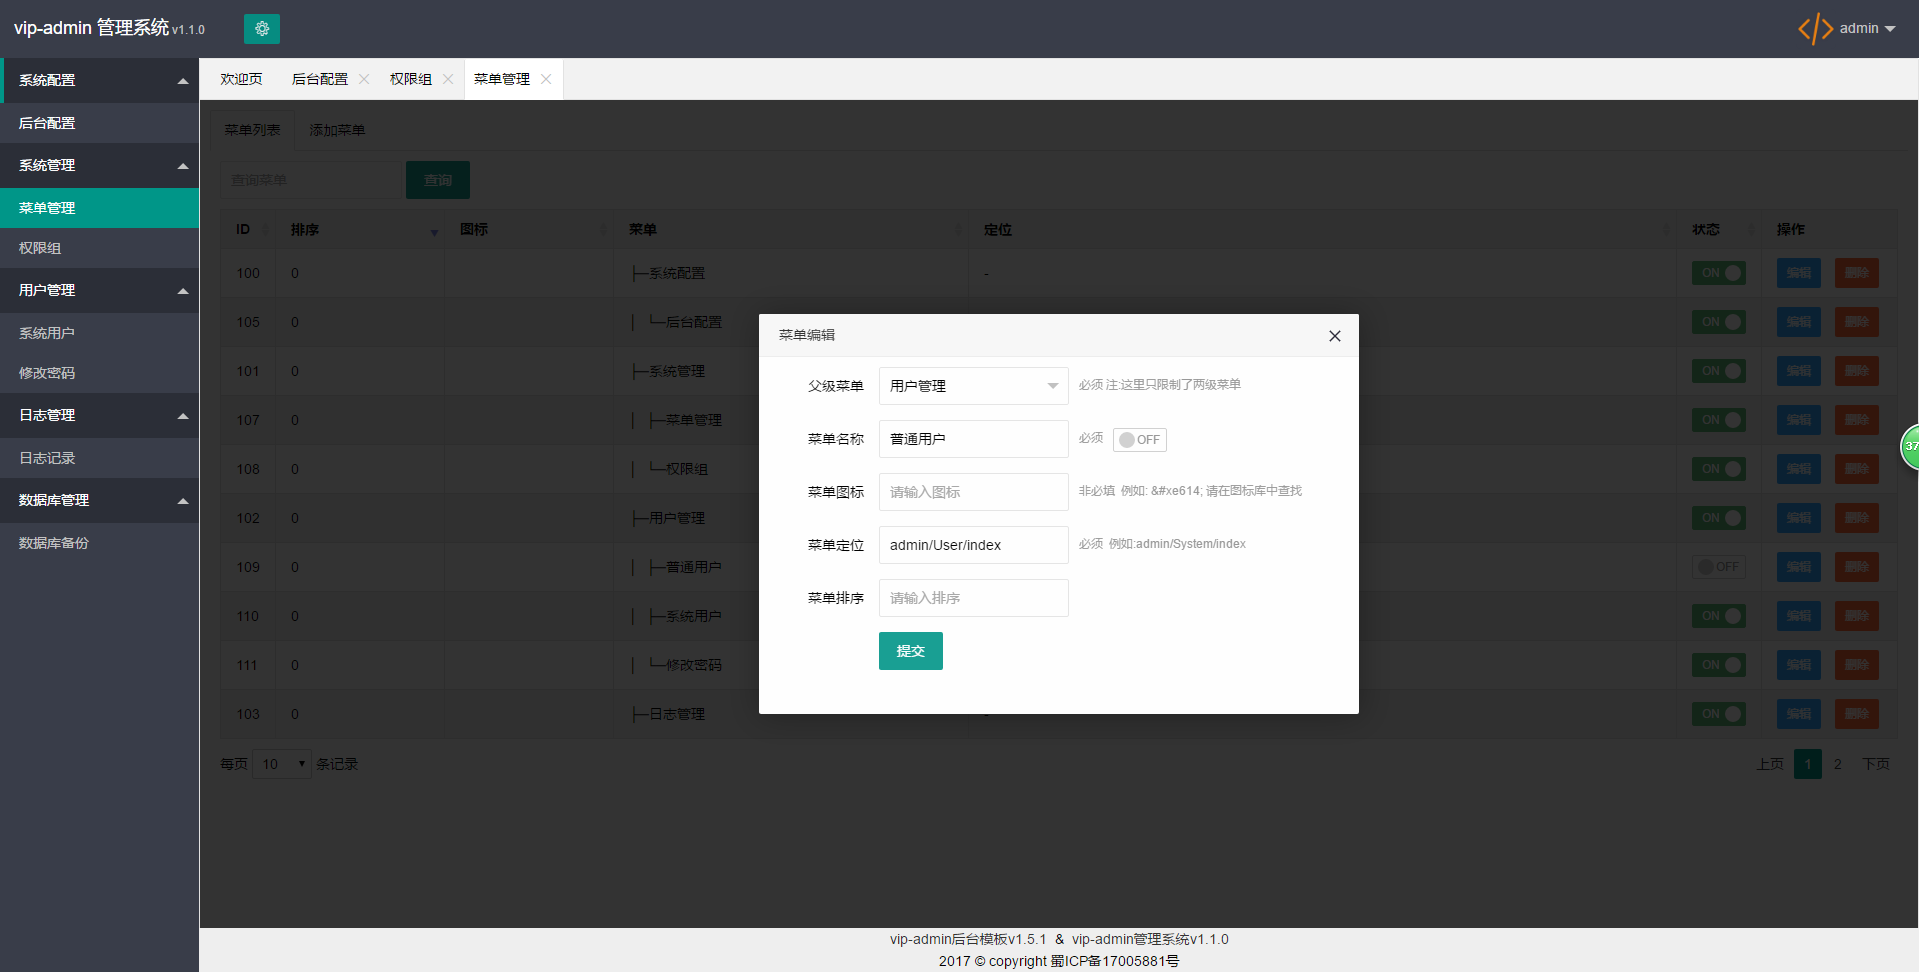 vip-admin 管理系统 v1.1.0
admin
系统配置
后台配置
系统管理
菜单管理
权限组
用户管理
系统用户
修改密码
日志管理
日志记录
数据库管理
数据库备份
欢迎页 后台配置 权限组 菜单管理
菜单列表 添加菜单
查询菜单 查询
ID 排序 图标 菜单 定位 状态 操作
100 0 ├─系统配置 - ON 编辑 删除
105 0 │ └─后台配置 ON 编辑 删除
101 0 ├─系统管理 ON 编辑 删除
107 0 │ ├─菜单管理 ON 编辑 删除
108 0 │ └─权限组 ON 编辑 删除
102 0 ├─用户管理 ON 编辑 删除
109 0 │ ├─普通用户 OFF 编辑 删除
110 0 │ ├─系统用户 ON 编辑 删除
111 0 │ └─修改密码 ON 编辑 删除
103 0 ├─日志管理 - ON 编辑 删除
每页 10 条记录
上页 1 2 下页
菜单编辑
父级菜单 用户管理 必须 注:这里只限制了两级菜单
菜单名称 普通用户 必须 OFF
菜单图标 请输入图标 非必填 例如: &#xe614; 请在图标库中查找
菜单定位 admin/User/index 必须 例如:admin/System/index
菜单排序 请输入排序
提交
37
vip-admin后台模板v1.5.1 & vip-admin管理系统v1.1.0
2017 © copyright 蜀ICP备17005881号